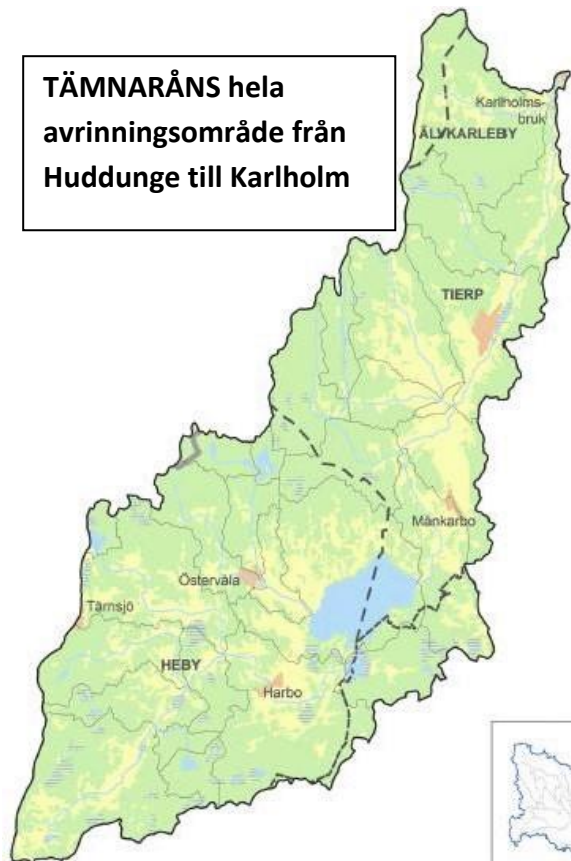 TÄMNARÅNS hela
avrinningsområde från
Huddunge till Karlholm
Karlholms-
bruk
ÄLVKARLEBY
TIERP
Månkarbo
Östervåla
Tärnsjö
HEBY
Harbo